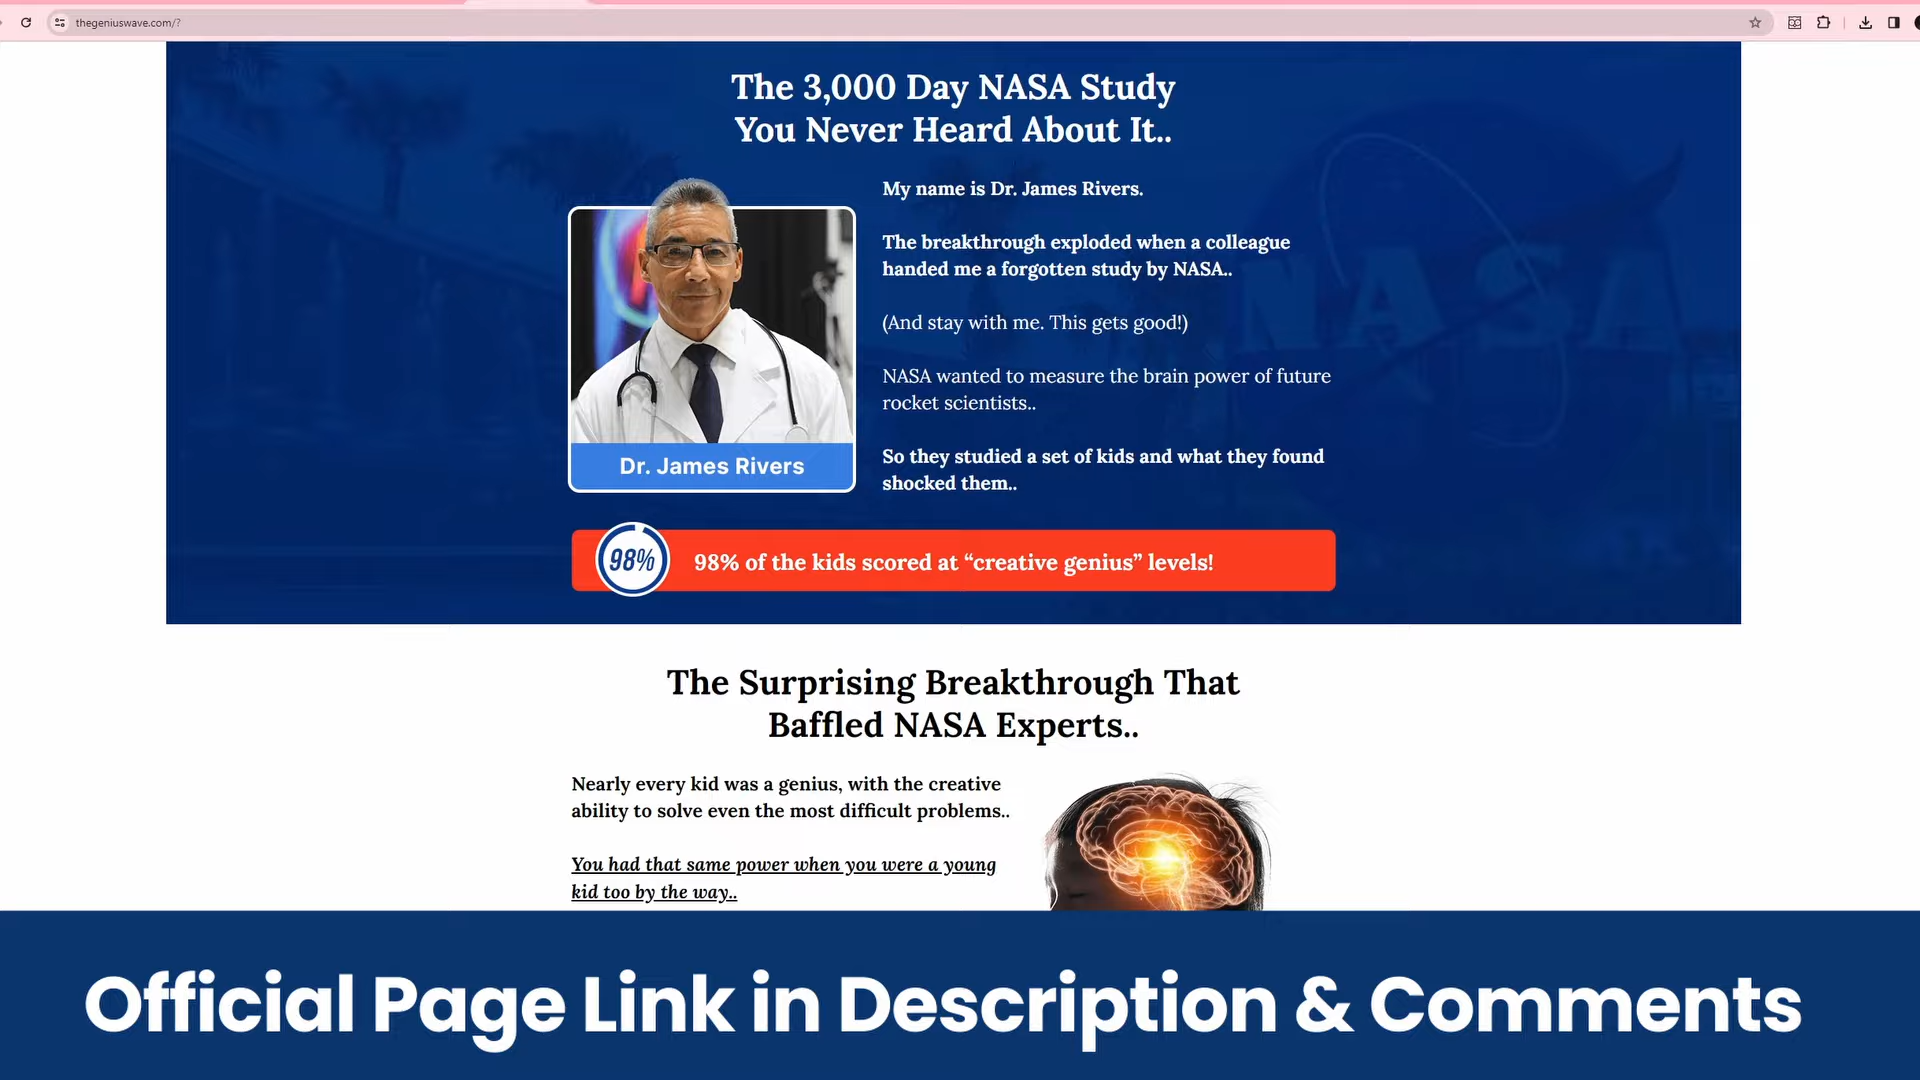 thegeniuswave.com/?
The 3,000 Day NASA Study
You Never Heard About It..
My name is Dr. James Rivers.
The breakthrough exploded when a colleague
handed me a forgotten study by NASA..
(And stay with me. This gets good!)
NASA wanted to measure the brain power of future
rocket scientists..
So they studied a set of kids and what they found
shocked them..
Dr. James Rivers
NASA
98%
98% of the kids scored at “creative genius” levels!
The Surprising Breakthrough That
Baffled NASA Experts..
Nearly every kid was a genius, with the creative
ability to solve even the most difficult problems..
You had that same power when you were a young
kid too by the way..
Official Page Link in Description & Comments